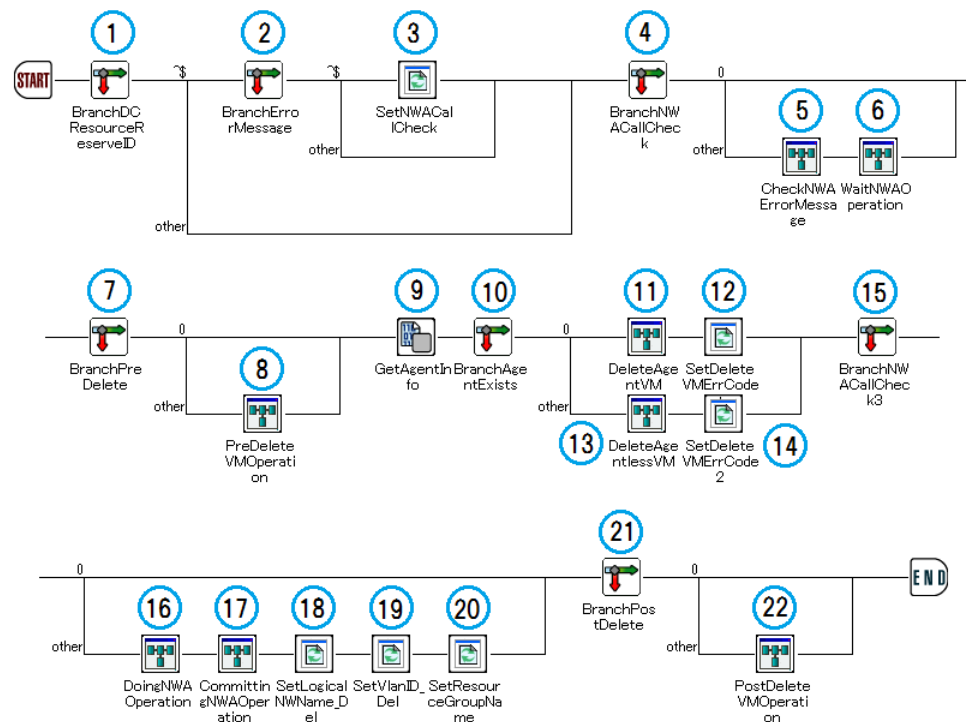 1
2
3
4
START
^$
^$
0
BranchDC
ResourceR
eserveID
BranchErro
rMessage
SetNWACal
lCheck
BranchNW
ACallChec
k
5
6
other
other
CheckNWA
ErrorMessa
ge
WaitNWAO
peration
other
7
9
10
11
12
15
0
0
BranchPre
Delete
8
GetAgentIn
fo
BranchAge
ntExists
DeleteAge
ntVM
SetDelete
VMErrCode
BranchNW
ACallChec
k3
other
other
PreDelete
VMOperati
on
13
DeleteAge
ntlessVM
SetDelete
VMErrCode
2
14
21
0
0
END
BranchPos
tDelete
16
17
18
19
20
22
other
other
DoingNWA
Operation
Committin
gNWAOper
ation
SetLogical
NWName_D
el
SetVlanID_
Del
SetResour
ceGroupNa
me
PostDelete
VMOperati
on